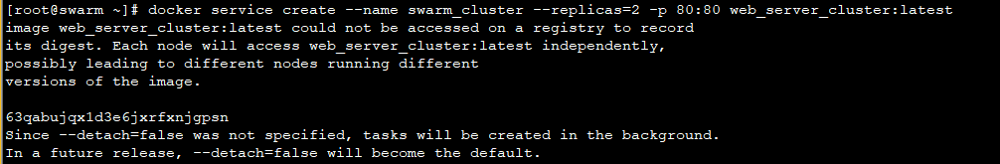 [root@swarm ~]# docker service create --name swarm_cluster --replicas=2 -p 80:80 web_server_cluster:latest
image web_server_cluster:latest could not be accessed on a registry to record
its digest. Each node will access web_server_cluster:latest independently,
possibly leading to different nodes running different
versions of the image.

63qabujqx1d3e6jxrfxnjgpsn
Since --detach=false was not specified, tasks will be created in the background.
In a future release, --detach=false will become the default.